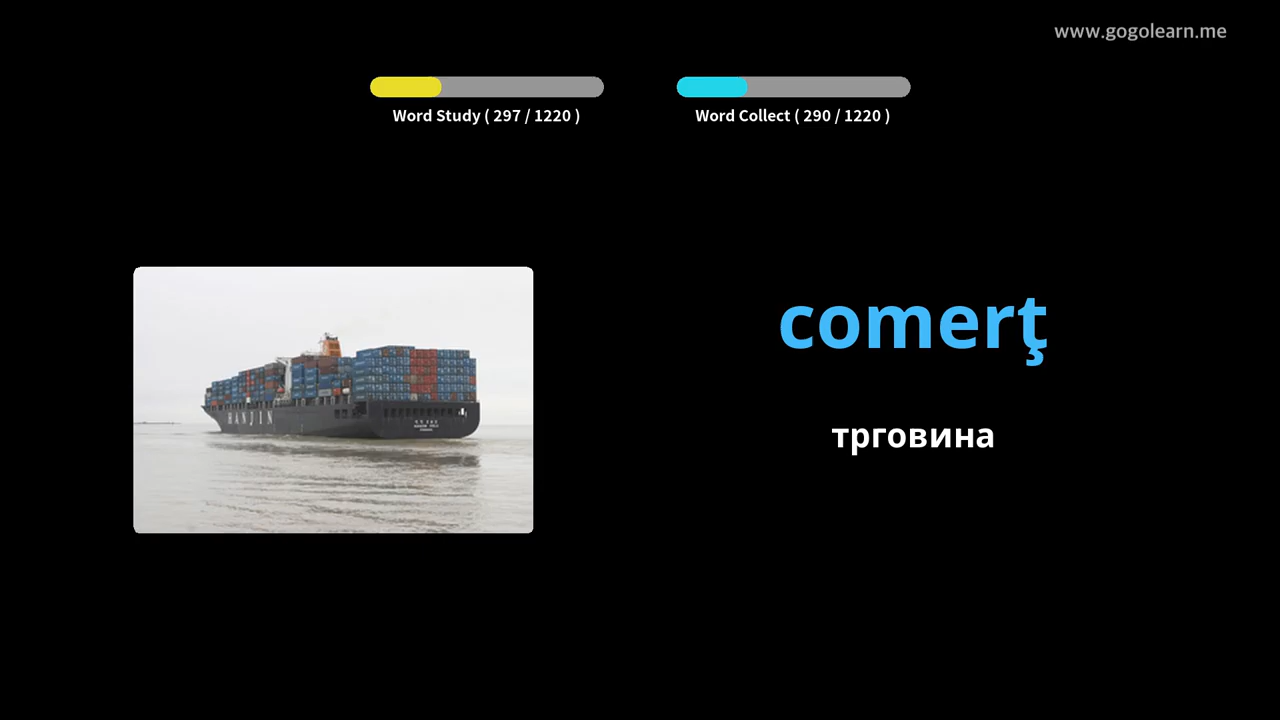 www.gogolearn.me
Word Study ( 297 / 1220 )
Word Collect ( 290 / 1220 )
comerţ
трговина
HANJIN